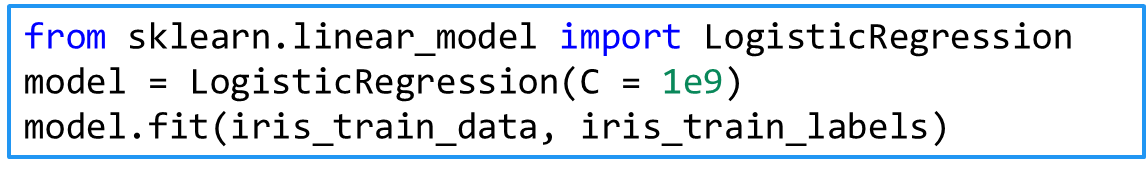 from sklearn.linear_model import LogisticRegression
model = LogisticRegression(C = 1e9)
model.fit(iris_train_data, iris_train_labels)